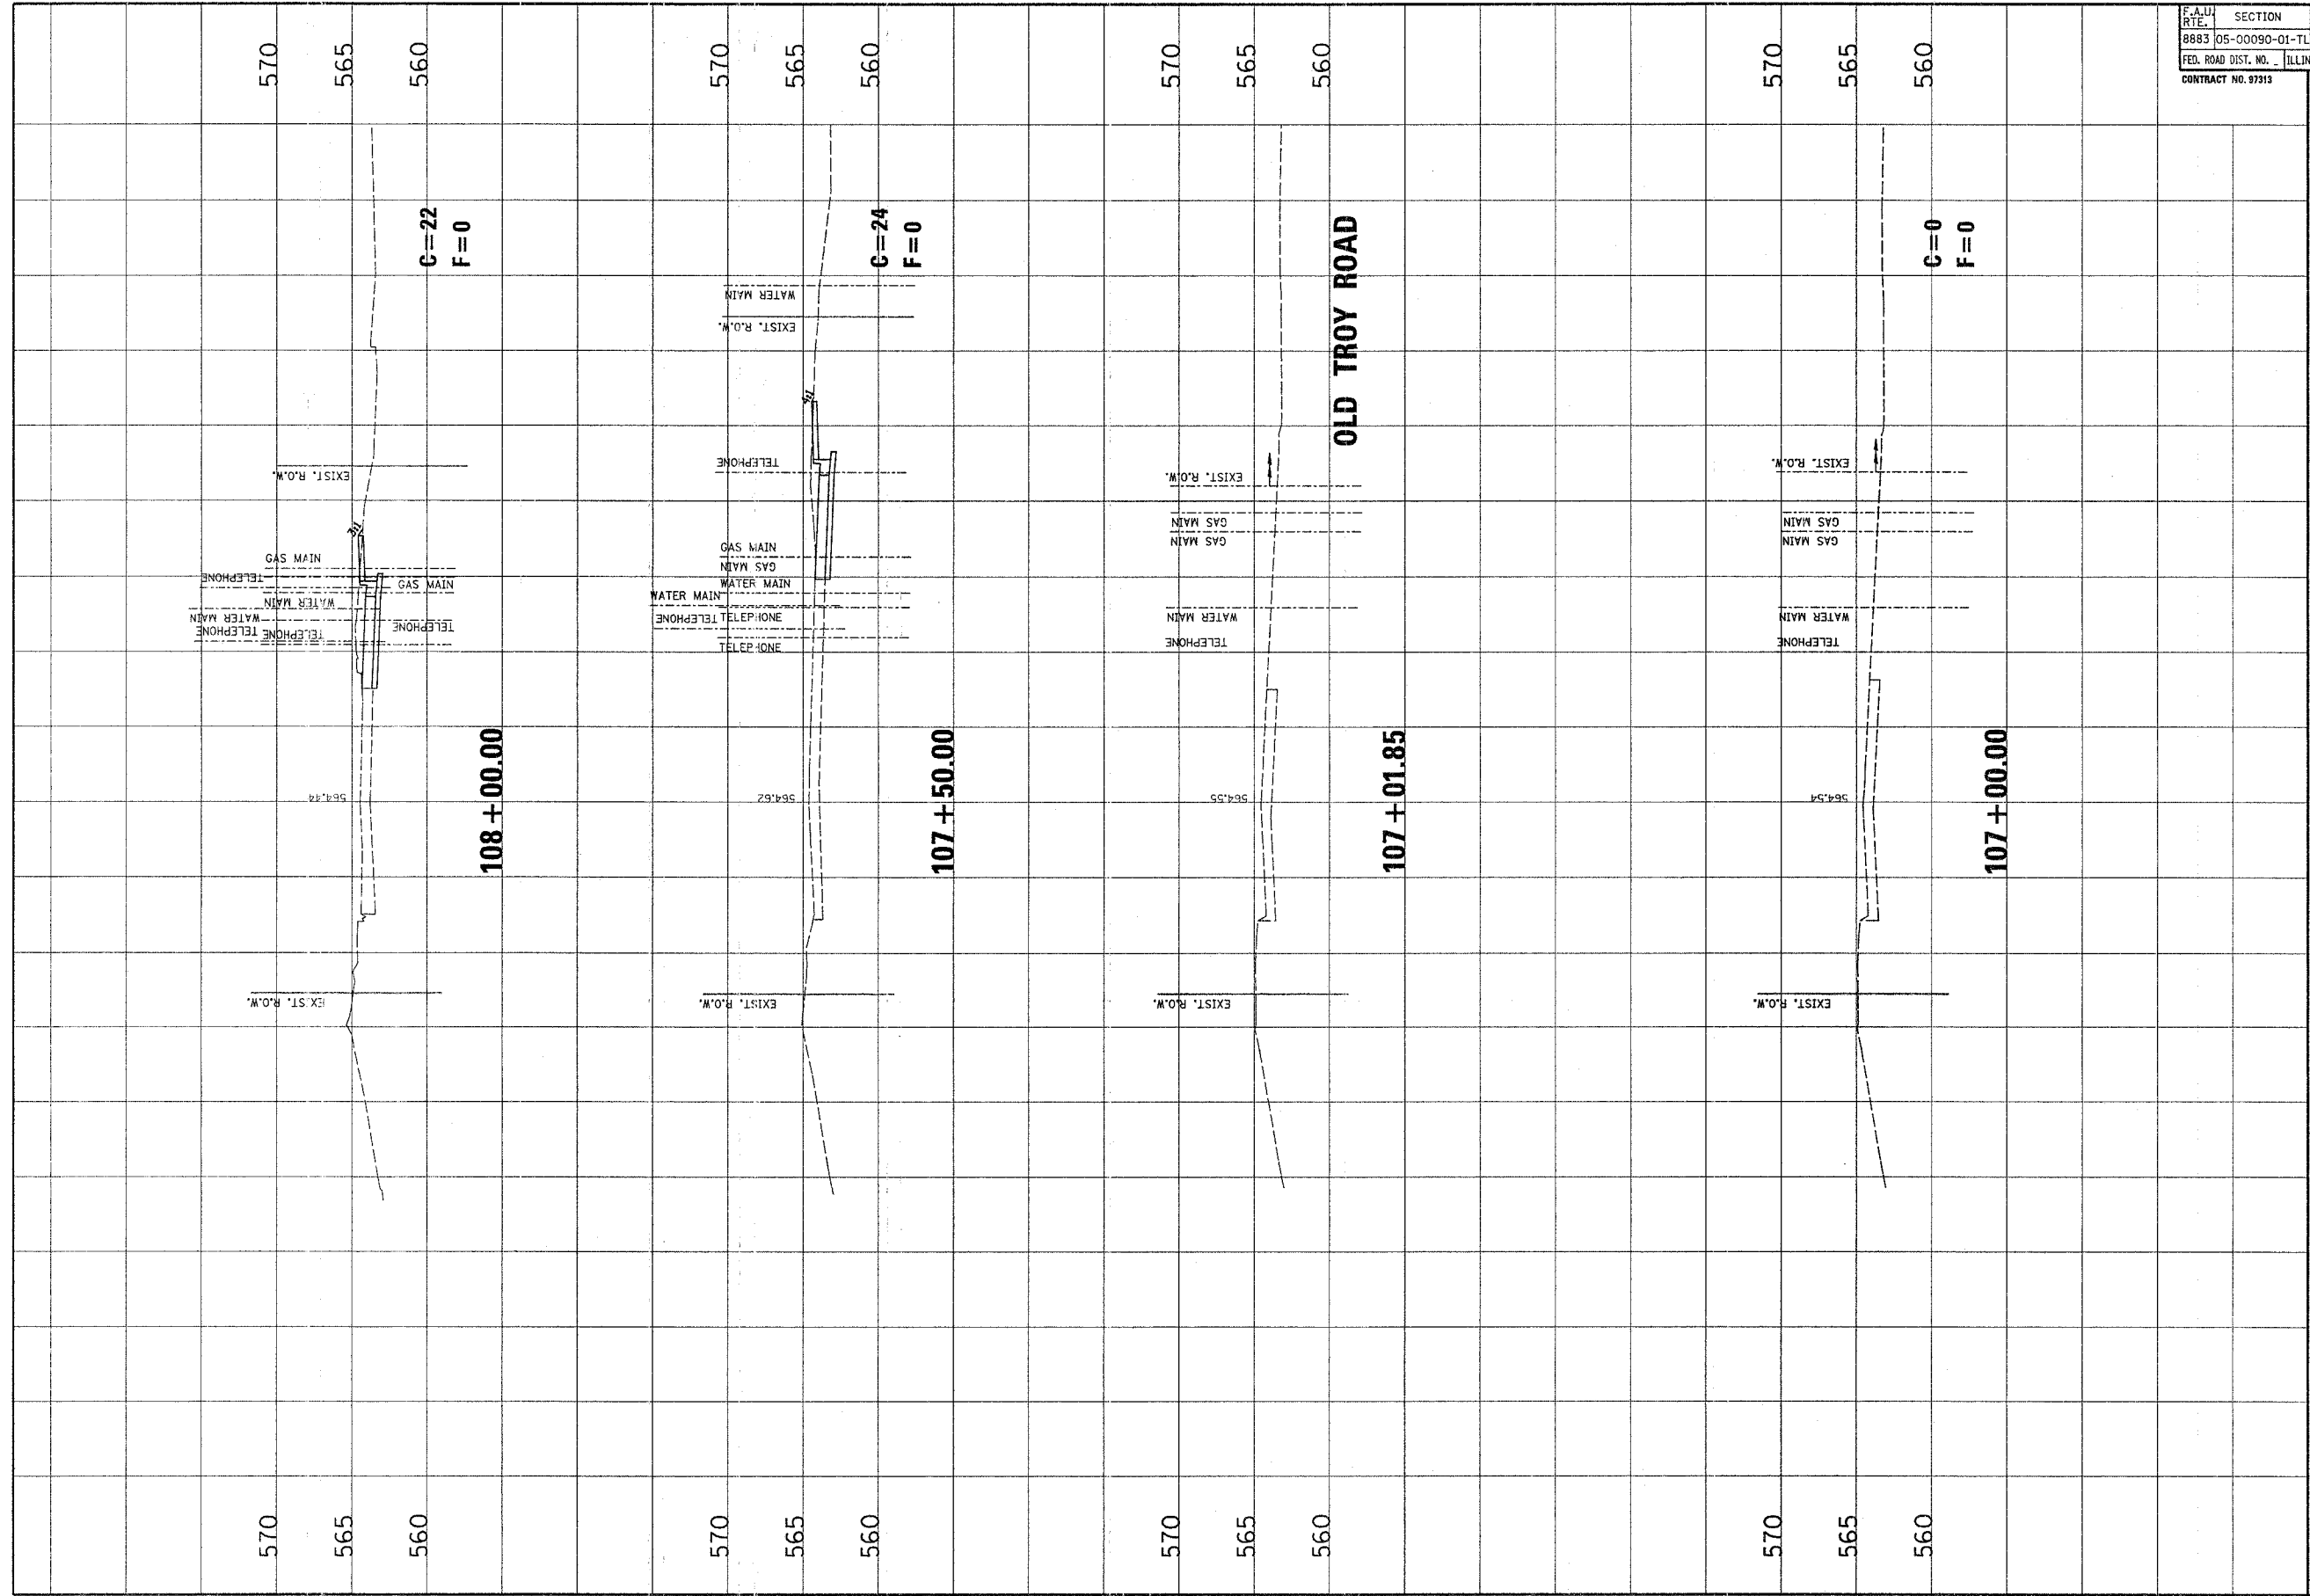 F.A.U. RTE.
SECTION
8883
05-00090-01-TL
FED. ROAD DIST. NO. _
ILLIN
CONTRACT NO. 97313
570
565
560
570
565
560
570
565
560
570
565
560
C=22
F=0
EXIST. R.O.W.
3:1
GAS MAIN
TELEPHONE
GAS MAIN
WATER MAIN
WATER MAIN
TELEPHONE
TELEPHONE
TELEPHONE
564.44
108+00.00
EXIST. R.O.W.
C=24
F=0
WATER MAIN
EXIST. R.O.W.
TELEPHONE
GAS MAIN
GAS MAIN
WATER MAIN
WATER MAIN
TELEPHONE
TELEPHONE
TELEPHONE
564.62
107+50.00
EXIST. R.O.W.
OLD TROY ROAD
EXIST. R.O.W.
GAS MAIN
GAS MAIN
WATER MAIN
TELEPHONE
564.55
107+01.85
EXIST. R.O.W.
C=0
F=0
EXIST. R.O.W.
GAS MAIN
GAS MAIN
WATER MAIN
TELEPHONE
564.54
107+00.00
EXIST. R.O.W.
570
565
560
570
565
560
570
565
560
570
565
560